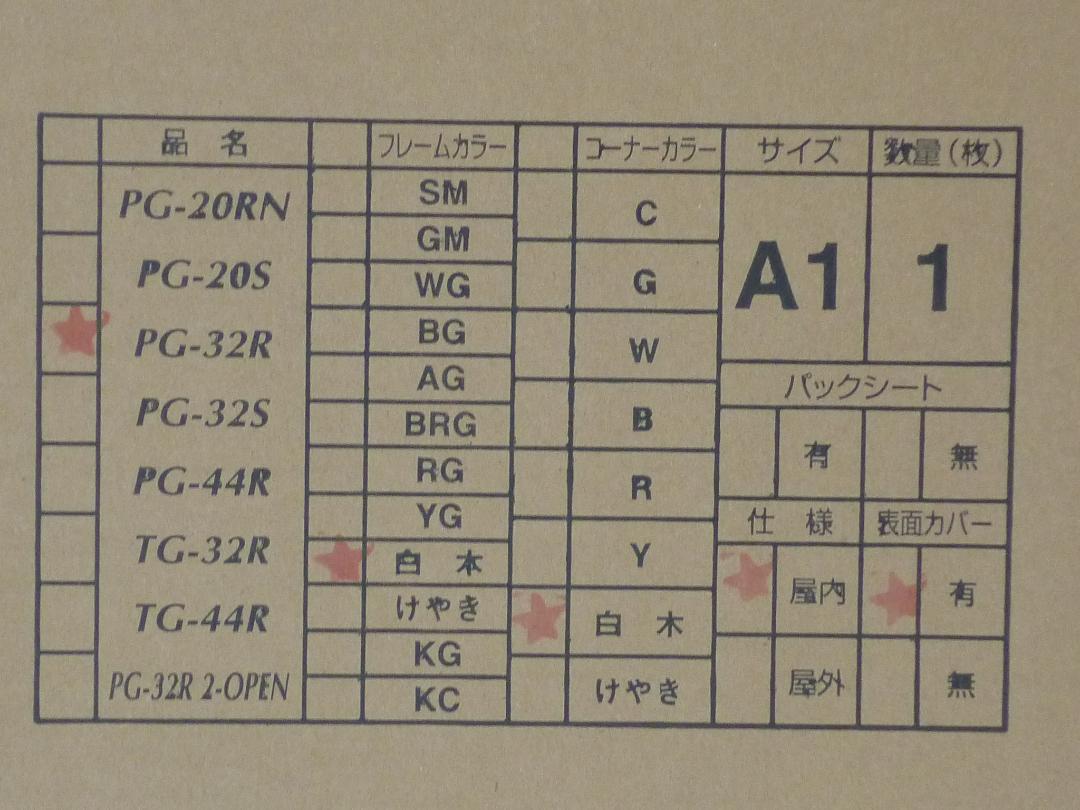 品 名 フレームカラー コーナーカラー サイズ 数量(枚)
PG-20RN
PG-20S
PG-32R
PG-32S
PG-44R
TG-32R
TG-44R
PG-32R 2-OPEN
SM
GM
WG
BG
AG
BRG
RG
YG
白 木
けやき
KG
KC
C
G
W
B
R
Y
白 木
けやき
A1 1
パックシート
有 無
仕 様 表面カバー
屋内 有
屋外 無